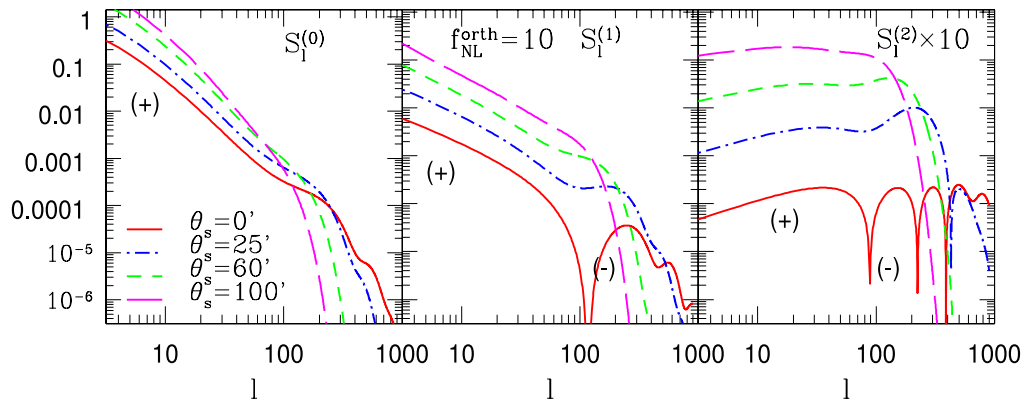 1
0.1
0.01
0.001
0.0001
10⁻⁵
10⁻⁶
S_l^(0)
(+)
θ_s=0'
θ_s=25'
θ_s=60'
θ_s=100'
f_NL^orth=10 S_l^(1)
(+)
(-)
S_l^(2)×10
(+)
(-)
10 100 1000
10 100 1000
10 100 1000
l l l